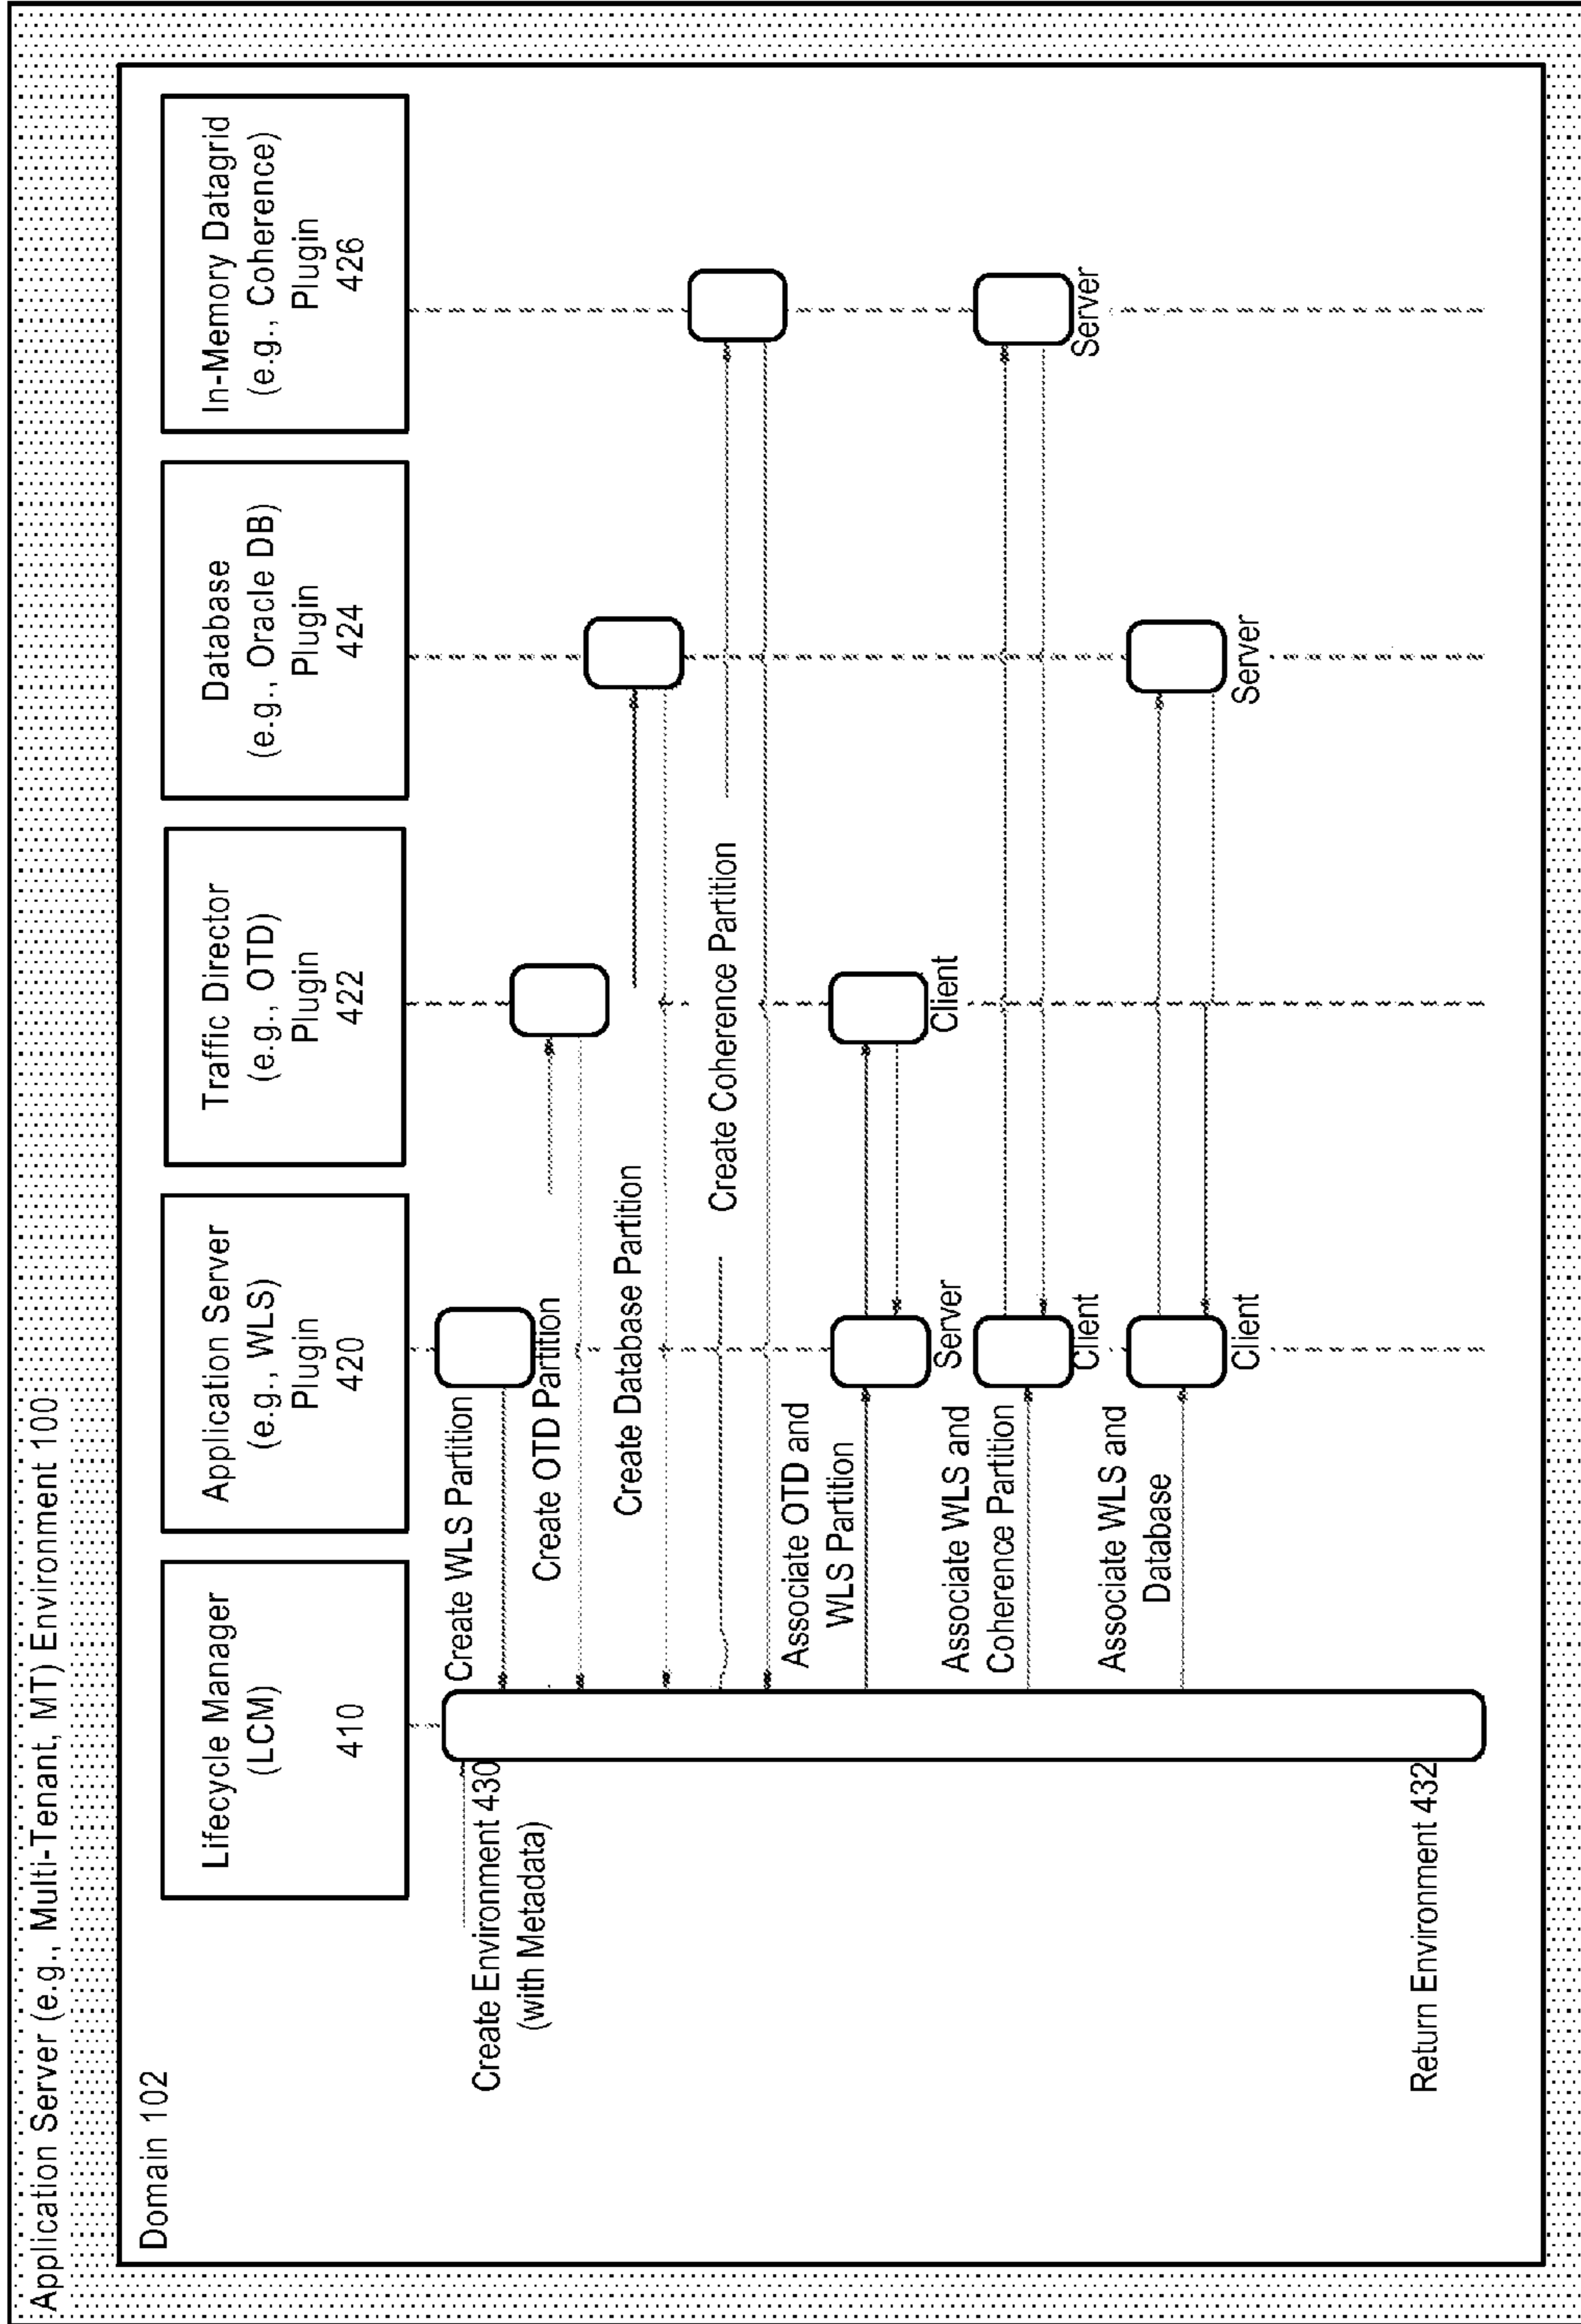 Application Server (e.g., Multi-Tenant, MT) Environment 100
Domain 102
Lifecycle Manager
(LCM)
410
Application Server
(e.g., WLS)
Plugin
420
Traffic Director
(e.g., OTD)
Plugin
422
Database
(e.g., Oracle DB)
Plugin
424
In-Memory Datagrid
(e.g., Coherence)
Plugin
426
Create Environment 430
(with Metadata)
Create WLS Partition
Create OTD Partition
Create Database Partition
Create Coherence Partition
Associate OTD and
WLS Partition
Server
Client
Associate WLS and
Coherence Partition
Client
Server
Associate WLS and
Database
Client
Server
Return Environment 432